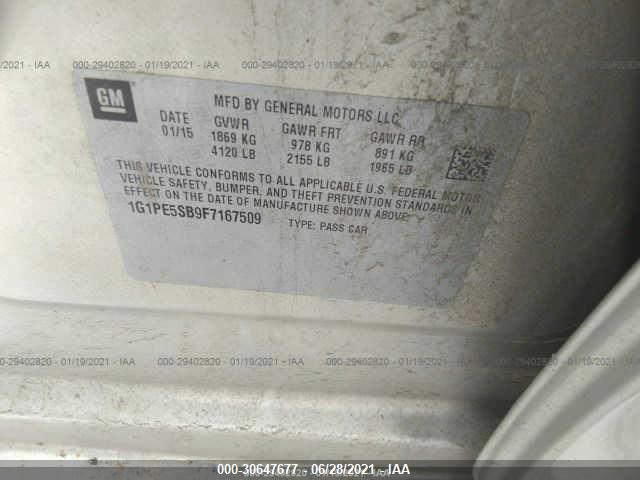 000-29402820 - 01/19/2021 - IAA
GM
MFD BY GENERAL MOTORS LLC
DATE GVWR GAWR FRT GAWR RR
01/15 1869 KG 978 KG 891 KG
4120 LB 2155 LB 1965 LB
THIS VEHICLE CONFORMS TO ALL APPLICABLE U.S. FEDERAL MOTOR
VEHICLE SAFETY, BUMPER, AND THEFT PREVENTION STANDARDS IN
EFFECT ON THE DATE OF MANUFACTURE SHOWN ABOVE.
1G1PE5SB9F7167509 TYPE: PASS CAR
000-29402820 - 01/19/2021 - IAA
000-29402820 - 01/19/2021 - IAA
000-30647677 - 06/28/2021 - IAA